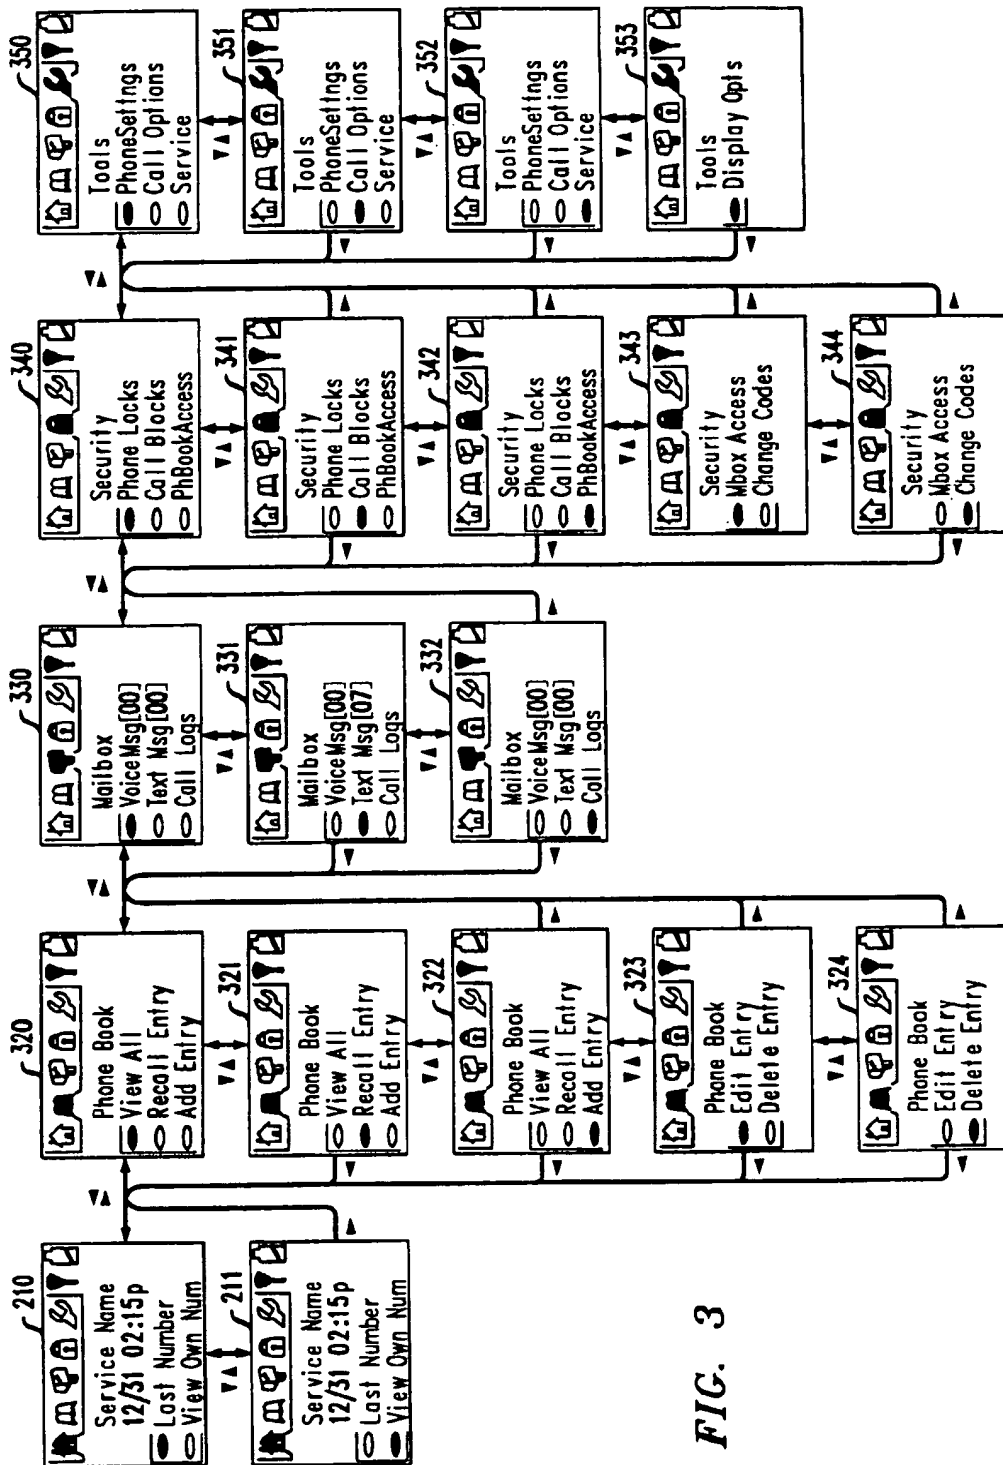 210
Service Name
12/31 02:15p
Last Number
View Own Num
211
Service Name
12/31 02:15p
Last Number
View Own Num
320
Phone Book
View All
Recall Entry
Add Entry
321
Phone Book
View All
Recall Entry
Add Entry
322
Phone Book
View All
Recall Entry
Add Entry
323
Phone Book
Edit Entry
Delete Entry
324
Phone Book
Edit Entry
Delete Entry
330
Mailbox
VoiceMsg[00]
Text Msg[00]
Call Logs
331
Mailbox
VoiceMsg[00]
Text Msg[07]
Call Logs
332
Mailbox
VoiceMsg[00]
Text Msg[00]
Call Logs
340
Security
Phone Locks
Call Blocks
PhBookAccess
341
Security
Phone Locks
Call Blocks
PhBookAccess
342
Security
Phone Locks
Call Blocks
PhBookAccess
343
Security
Mbox Access
Change Codes
344
Security
Mbox Access
Change Codes
350
Tools
PhoneSettngs
Call Options
Service
351
Tools
PhoneSettngs
Call Options
Service
352
Tools
PhoneSettngs
Call Options
Service
353
Tools
Display Opts
FIG. 3